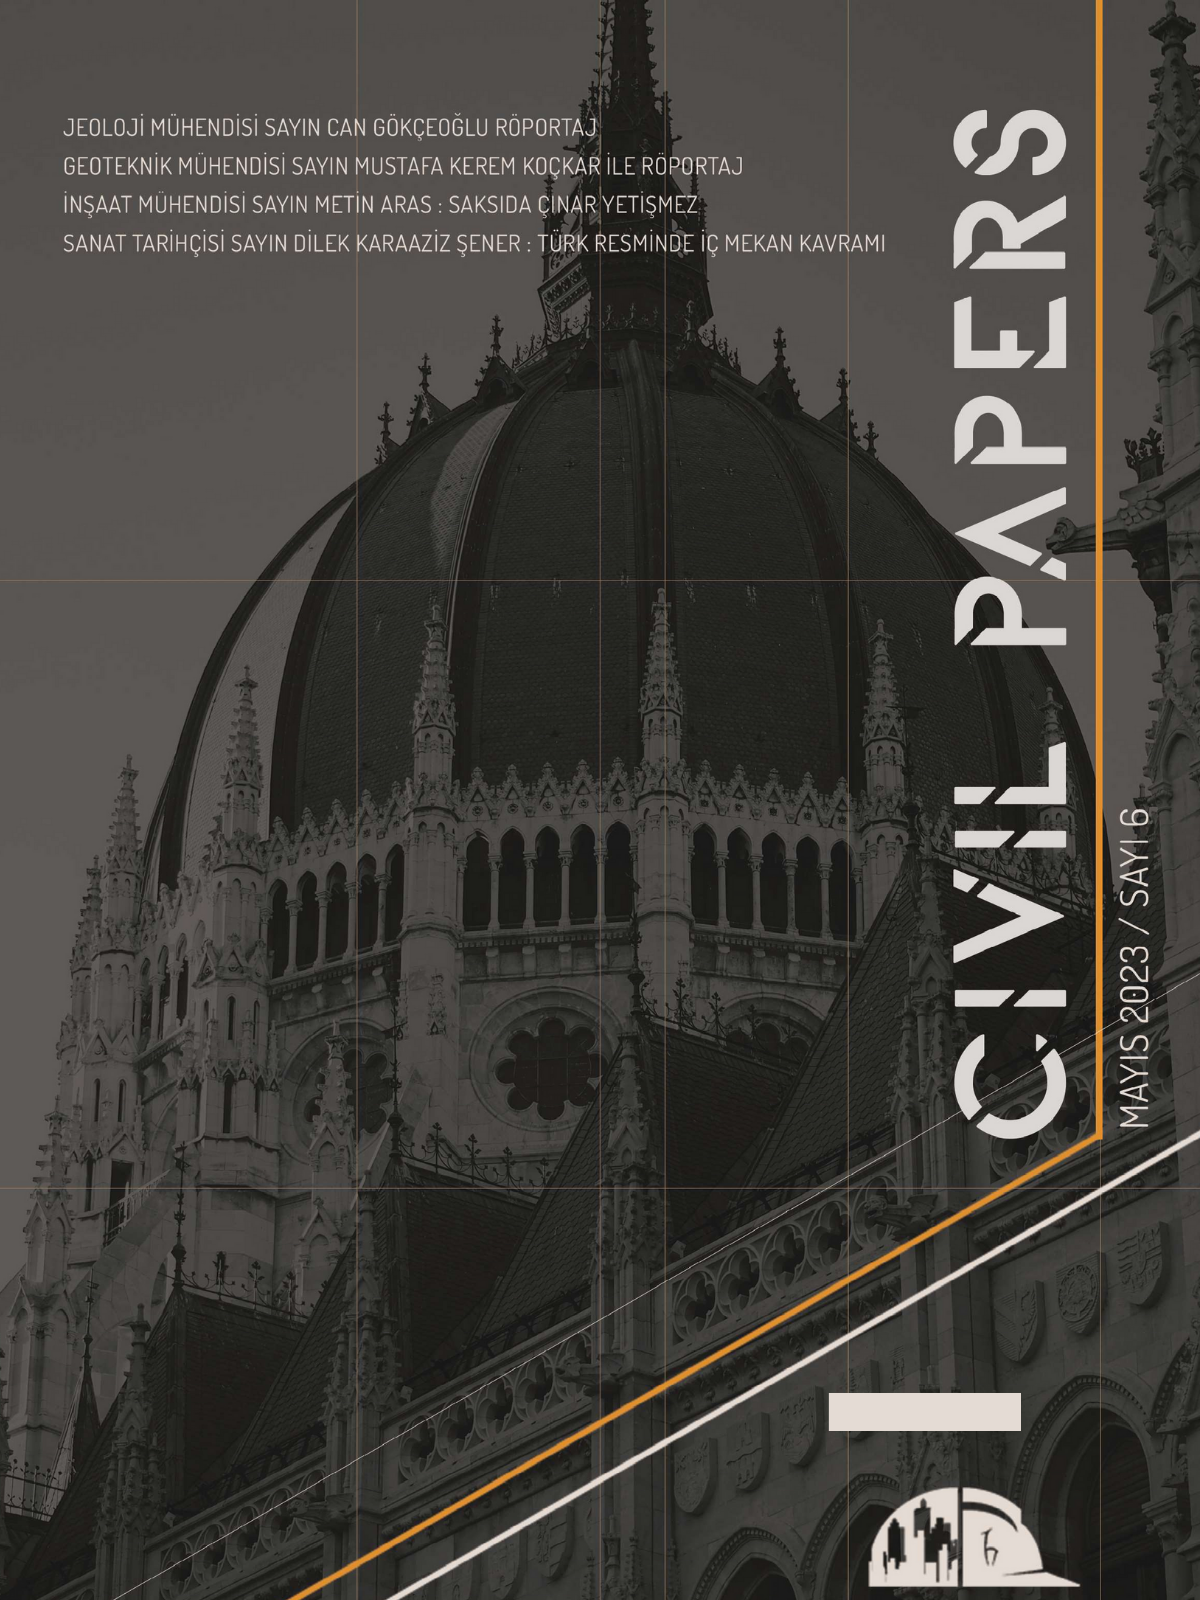 JEOLOJİ MÜHENDİSİ SAYIN CAN GÖKÇEOĞLU RÖPORTAJ
GEOTEKNİK MÜHENDİSİ SAYIN MUSTAFA KEREM KOÇKAR İLE RÖPORTAJ
İNŞAAT MÜHENDİSİ SAYIN METİN ARAS : SAKSIDA ÇINAR YETİŞMEZ
SANAT TARİHÇİSİ SAYIN DİLEK KARAAZİZ ŞENER : TÜRK RESMİNDE İÇ MEKAN KAVRAMI
CIVIL PAPERS
MAYIS 2023 / SAYI 6